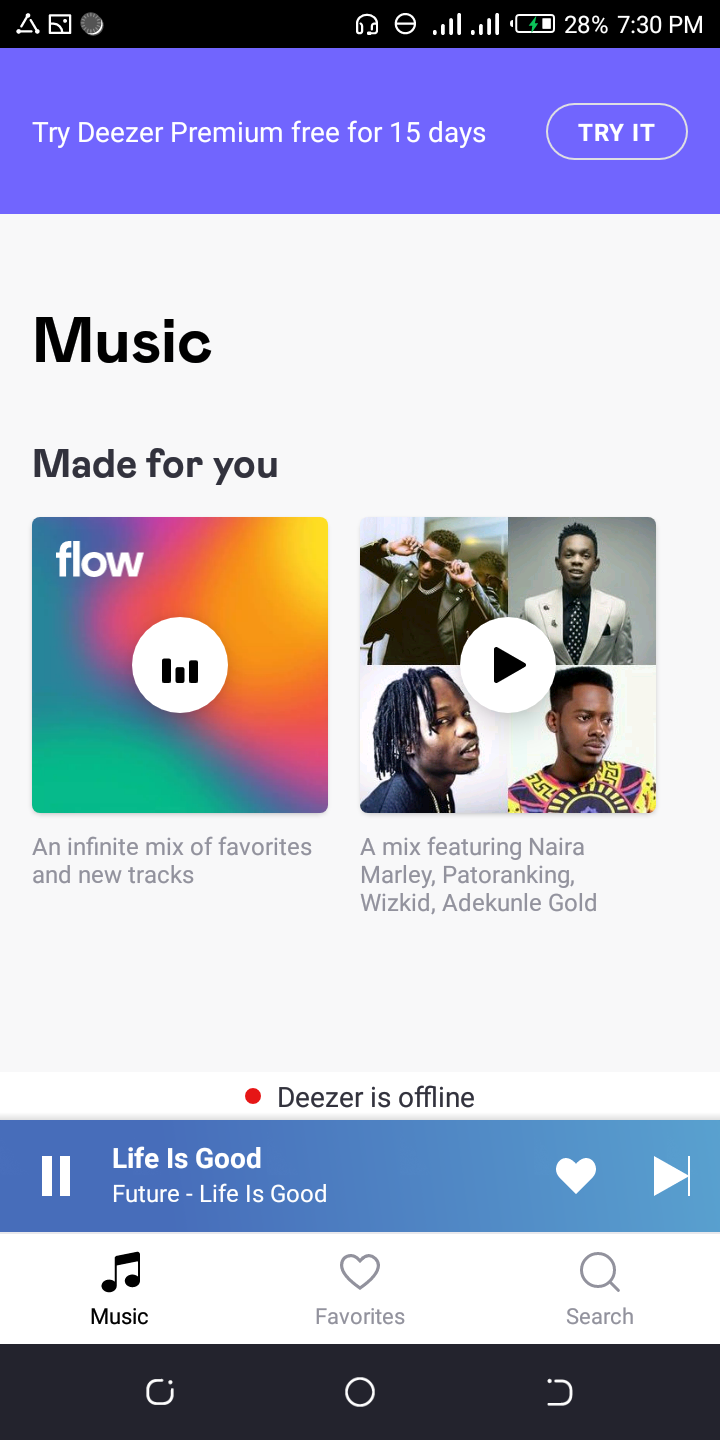 28% 7:30 PM
Try Deezer Premium free for 15 days
TRY IT
Music
Made for you
flow
An infinite mix of favorites
and new tracks
A mix featuring Naira
Marley, Patoranking,
Wizkid, Adekunle Gold
Deezer is offline
Life Is Good
Future - Life Is Good
Music
Favorites
Search